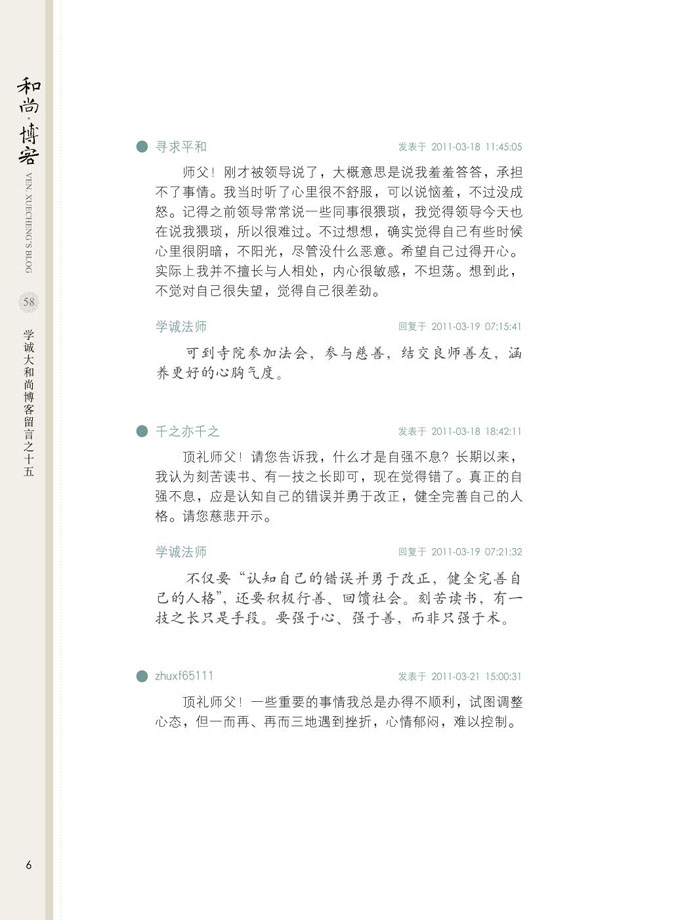 和尚·博客
VEN. XUECHENG'S BLOG
58
学诚大和尚博客留言之十五
寻求平和 发表于 2011-03-18 11:45:05
师父！刚才被领导说了，大概意思是说我羞羞答答，承担
不了事情。我当时听了心里很不舒服，可以说恼羞，不过没成
怒。记得之前领导常常说一些同事很猥琐，我觉得领导今天也
在说我猥琐，所以很难过。不过想想，确实觉得自己有些时候
心里很阴暗，不阳光，尽管没什么恶意。希望自己过得开心。
实际上我并不擅长与人相处，内心很敏感，不坦荡。想到此，
不觉对自己很失望，觉得自己很差劲。
学诚法师 回复于 2011-03-19 07:15:41
可到寺院参加法会，参与慈善，结交良师善友，涵
养更好的心胸气度。
千之亦千之 发表于 2011-03-18 18:42:11
顶礼师父！请您告诉我，什么才是自强不息？长期以来，
我认为刻苦读书、有一技之长即可，现在觉得错了。真正的自
强不息，应是认知自己的错误并勇于改正，健全完善自己的人
格。请您慈悲开示。
学诚法师 回复于 2011-03-19 07:21:32
不仅要“认知自己的错误并勇于改正，健全完善自
己的人格”，还要积极行善、回馈社会。刻苦读书，有一
技之长只是手段。要强于心、强于善，而非只强于术。
zhuxf65111 发表于 2011-03-21 15:00:31
顶礼师父！一些重要的事情我总是办得不顺利，试图调整
心态，但一而再、再而三地遇到挫折，心情郁闷，难以控制。
6